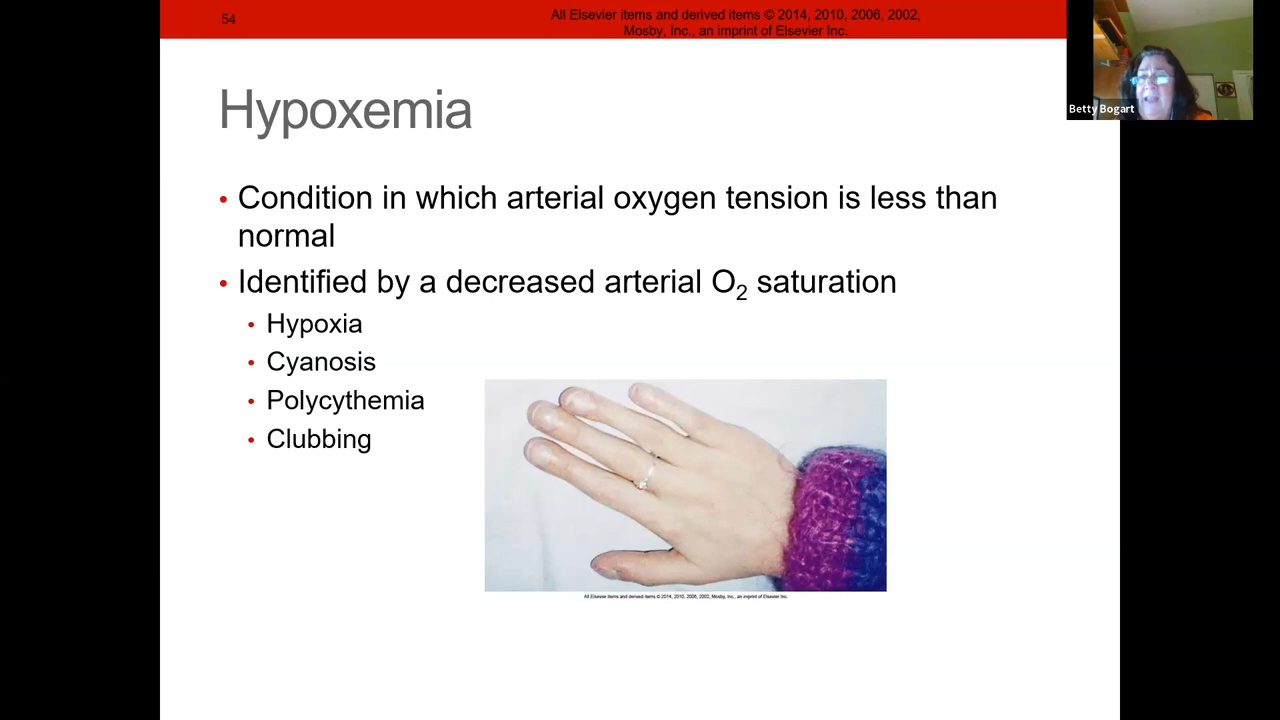 54
All Elsevier items and derived items © 2014, 2010, 2006, 2002,
Mosby, Inc., an imprint of Elsevier Inc.
Betty Bogart
Hypoxemia
• Condition in which arterial oxygen tension is less than
normal
• Identified by a decreased arterial O₂ saturation
• Hypoxia
• Cyanosis
• Polycythemia
• Clubbing
All Elsevier items and derived items © 2014, 2010, 2006, 2002, Mosby, Inc., an imprint of Elsevier Inc.